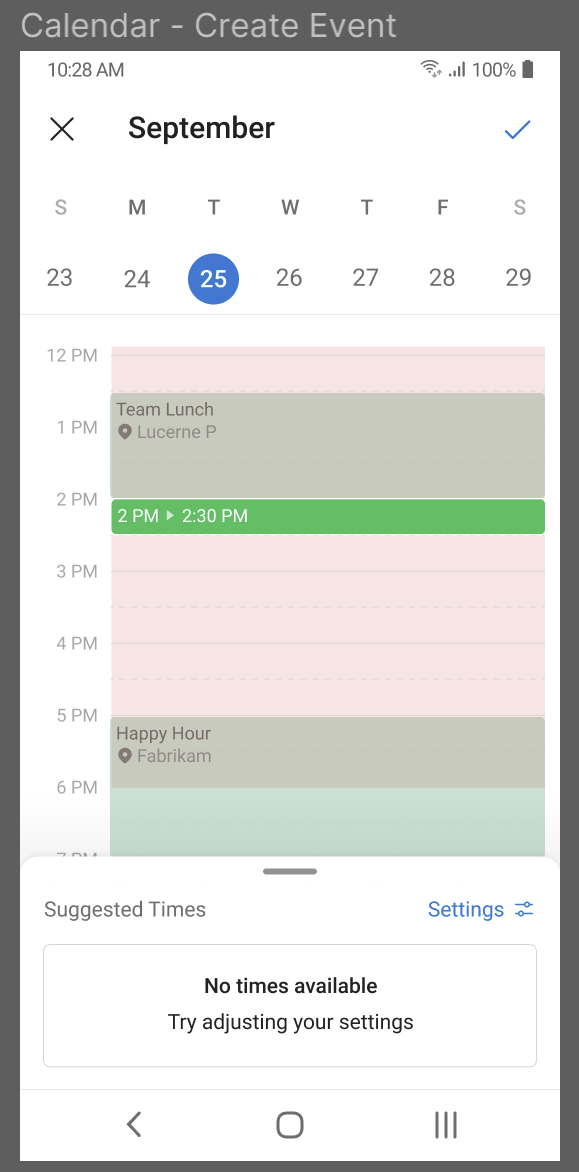 Calendar - Create Event
10:28 AM 100%
September
S M T W T F S
23 24 25 26 27 28 29
12 PM
Team Lunch
1 PM
Lucerne P
2 PM
2 PM 2:30 PM
3 PM
4 PM
5 PM
Happy Hour
Fabrikam
6 PM
7 PM
Suggested Times Settings
No times available
Try adjusting your settings